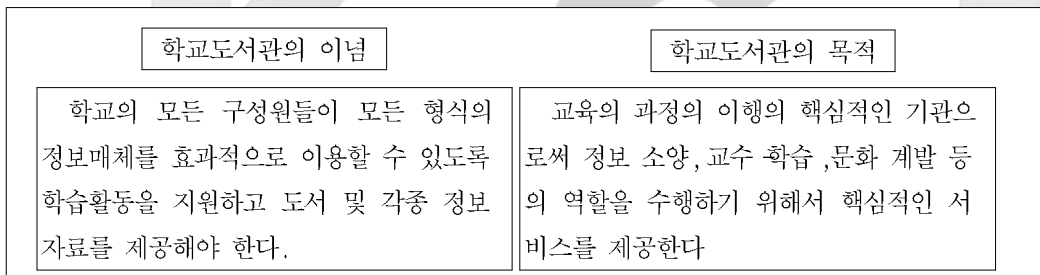 학교도서관의 이념
학교의 모든 구성원들이 모든 형식의
정보매체를 효과적으로 이용할 수 있도록
학습활동을 지원하고 도서 및 각종 정보
자료를 제공해야 한다.
학교도서관의 목적
교육의 과정의 이행의 핵심적인 기관으
로써 정보 소양, 교수 학습 ,문화 계발 등
의 역할을 수행하기 위해서 핵심적인 서
비스를 제공한다